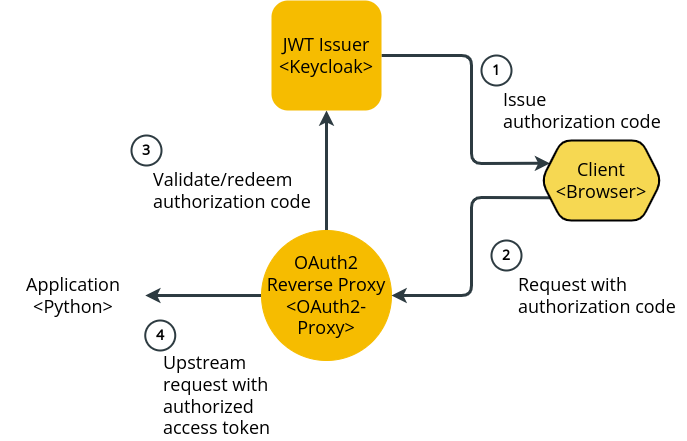 JWT Issuer
<Keycloak>
1
Issue
authorization code
3
Validate/redeem
authorization code
Client
<Browser>
2
Request with
authorization code
OAuth2
Reverse Proxy
<OAuth2-
Proxy>
Application
<Python>
4
Upstream
request with
authorized
access token